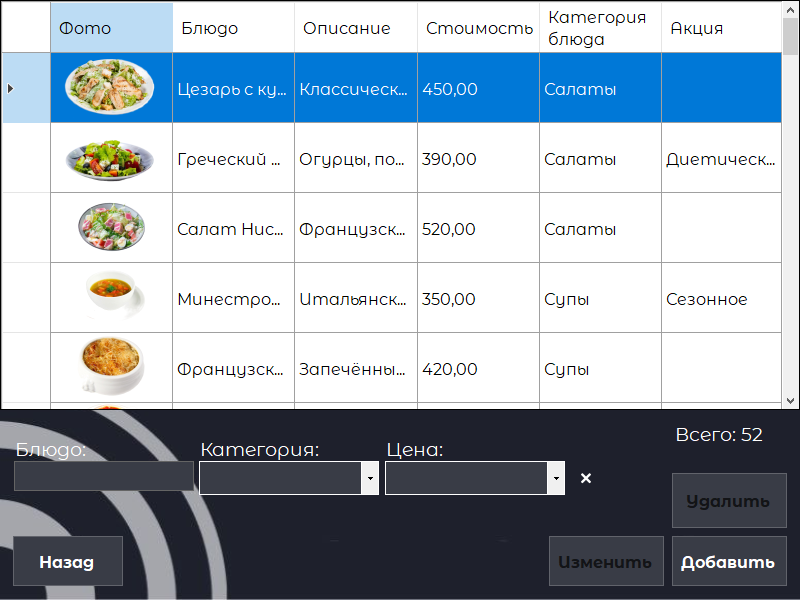 Фото Блюдо Описание Стоимость Категория блюда Акция
Цезарь с ку... Классическ... 450,00 Салаты
Греческий ... Огурцы, по... 390,00 Салаты Диетическ...
Салат Нис... Французск... 520,00 Салаты
Минестро... Итальянск... 350,00 Супы Сезонное
Французск... Запечённы... 420,00 Супы
Всего: 52
Блюдо: Категория: Цена:
Удалить
Назад Изменить Добавить